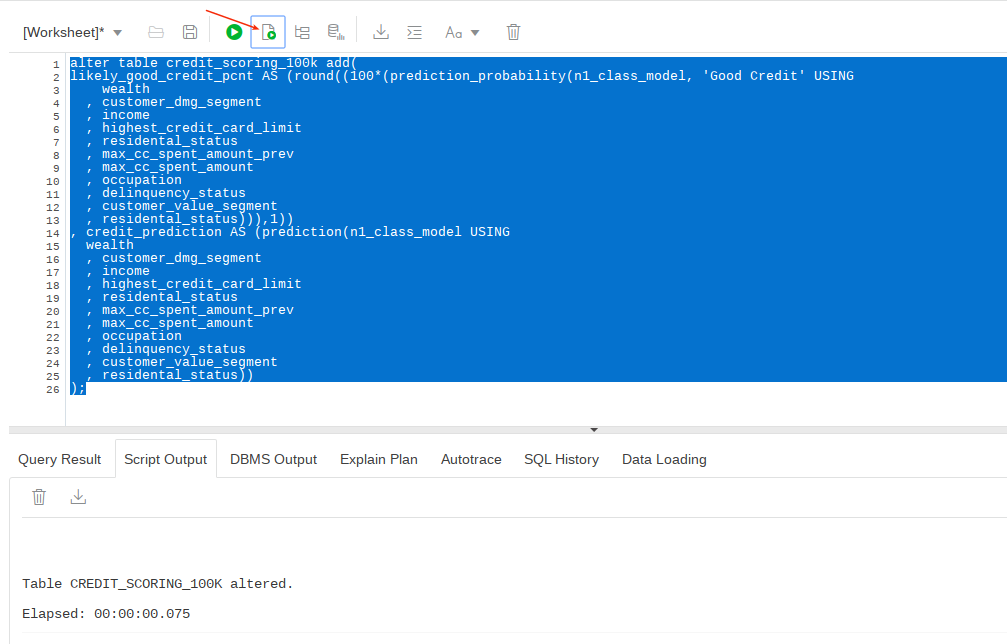 [Worksheet]*
Aa
1 alter table credit_scoring_100k add(
2 likely_good_credit_pcnt AS (round((100*(prediction_probability(n1_class_model, 'Good Credit' USING
3 wealth
4 , customer_dmg_segment
5 , income
6 , highest_credit_card_limit
7 , residental_status
8 , max_cc_spent_amount_prev
9 , max_cc_spent_amount
10 , occupation
11 , delinquency_status
12 , customer_value_segment
13 , residental_status))),1))
14 , credit_prediction AS (prediction(n1_class_model USING
15 wealth
16 , customer_dmg_segment
17 , income
18 , highest_credit_card_limit
19 , residental_status
20 , max_cc_spent_amount_prev
21 , max_cc_spent_amount
22 , occupation
23 , delinquency_status
24 , customer_value_segment
25 , residental_status))
26 );
Query Result Script Output DBMS Output Explain Plan Autotrace SQL History Data Loading
Table CREDIT_SCORING_100K altered.
Elapsed: 00:00:00.075